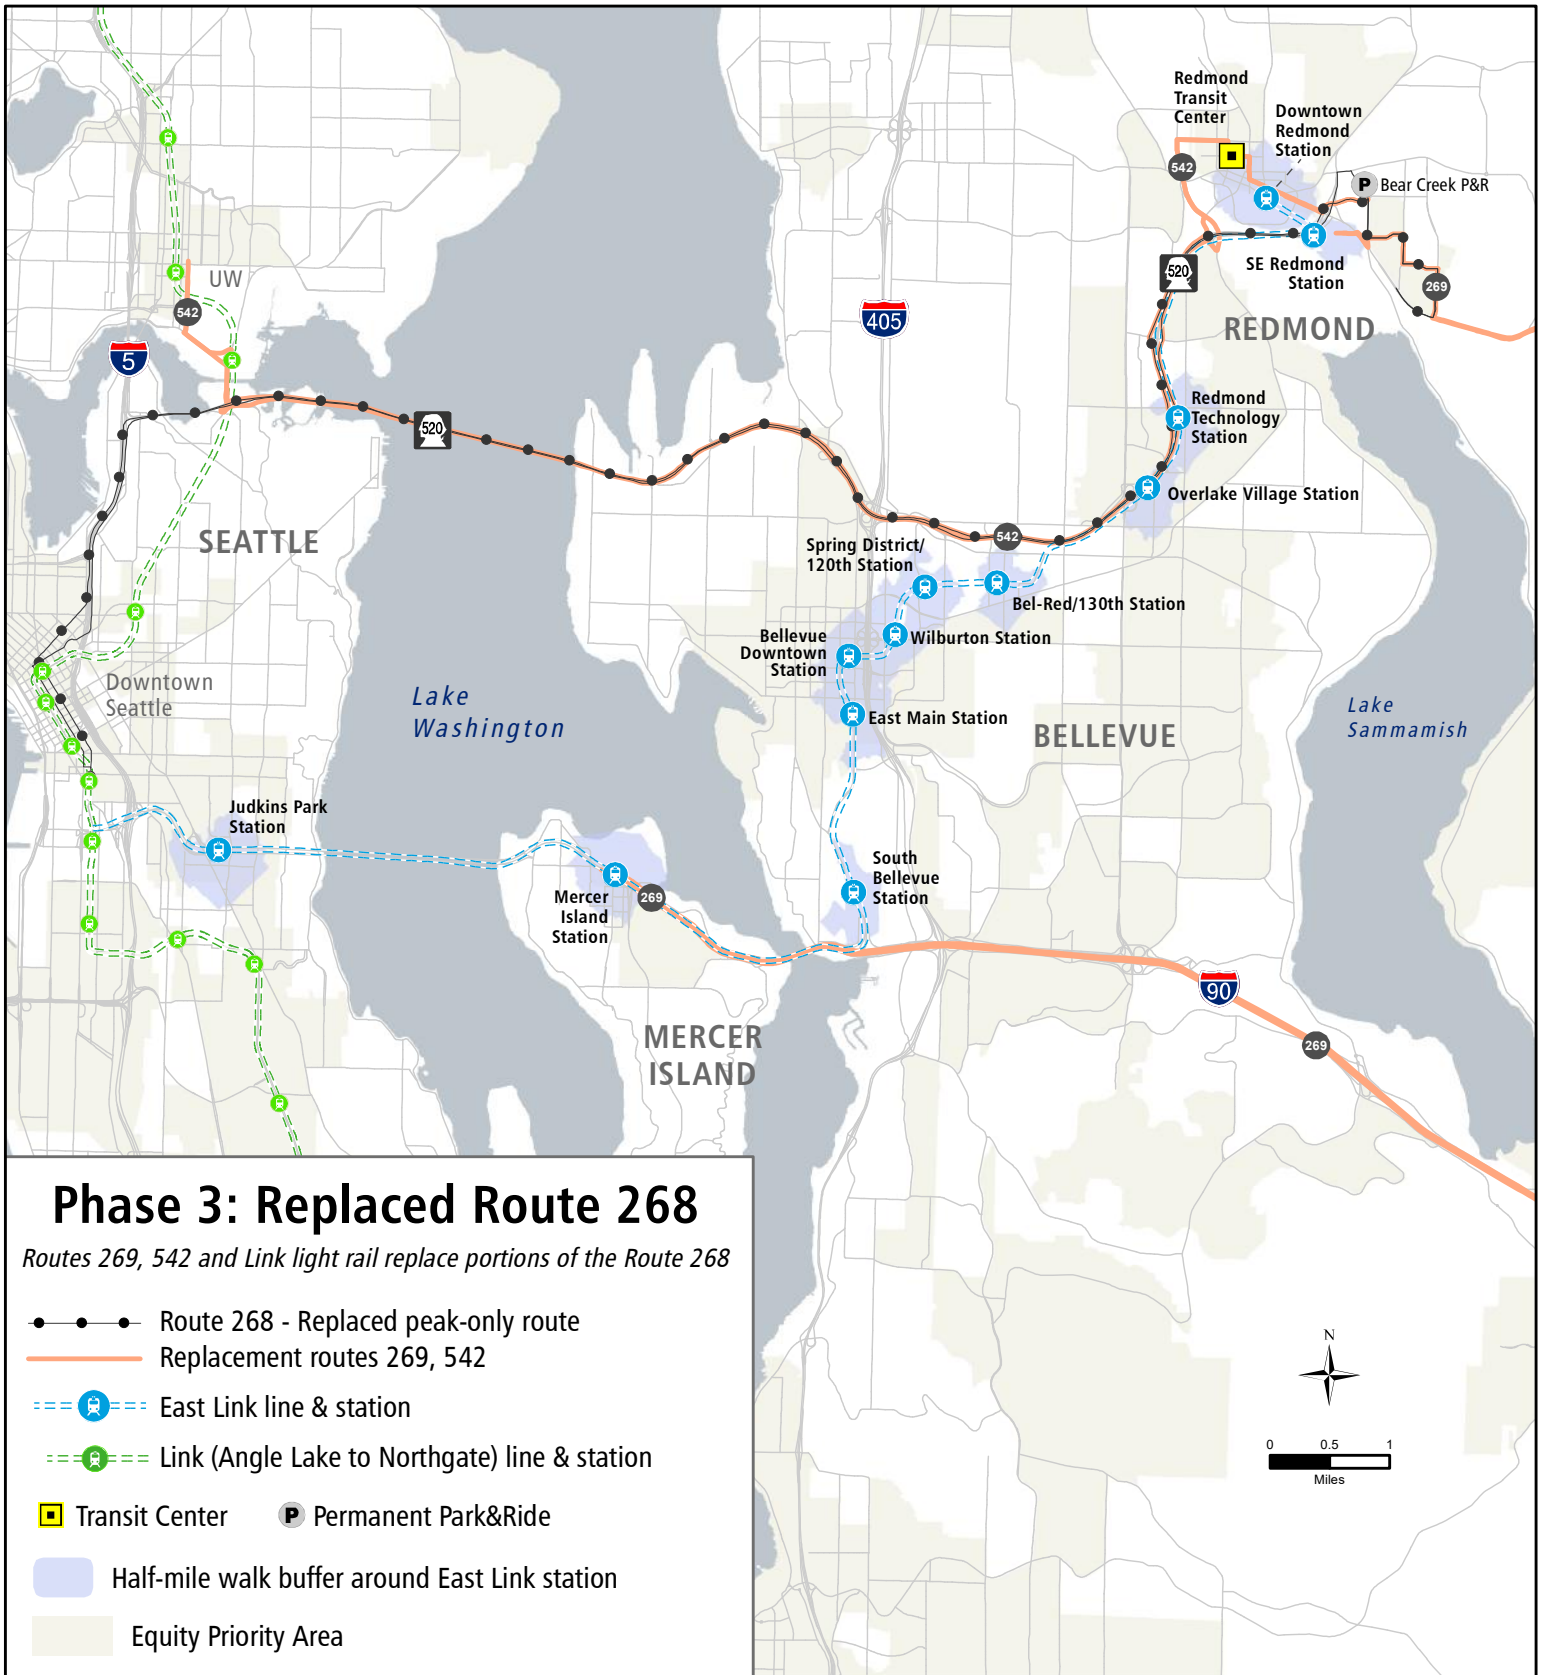 Redmond
Transit
Center
Downtown
Redmond
Station
542
P
Bear Creek P&R
UW
542
5
405
520
SE Redmond
Station
269
REDMOND
520
Redmond
Technology
Station
Overlake Village Station
SEATTLE
542
Spring District/
120th Station
Bel-Red/130th Station
Bellevue
Downtown
Station
Wilburton Station
Downtown
Seattle
Lake
Washington
East Main Station
BELLEVUE
Lake
Sammamish
Judkins Park
Station
Mercer
Island
Station
269
South
Bellevue
Station
90
269
MERCER
ISLAND
Phase 3: Replaced Route 268
Routes 269, 542 and Link light rail replace portions of the Route 268
Route 268 - Replaced peak-only route
Replacement routes 269, 542
East Link line & station
Link (Angle Lake to Northgate) line & station
Transit Center
P Permanent Park&Ride
Half-mile walk buffer around East Link station
Equity Priority Area
N
0 0.5 1
Miles